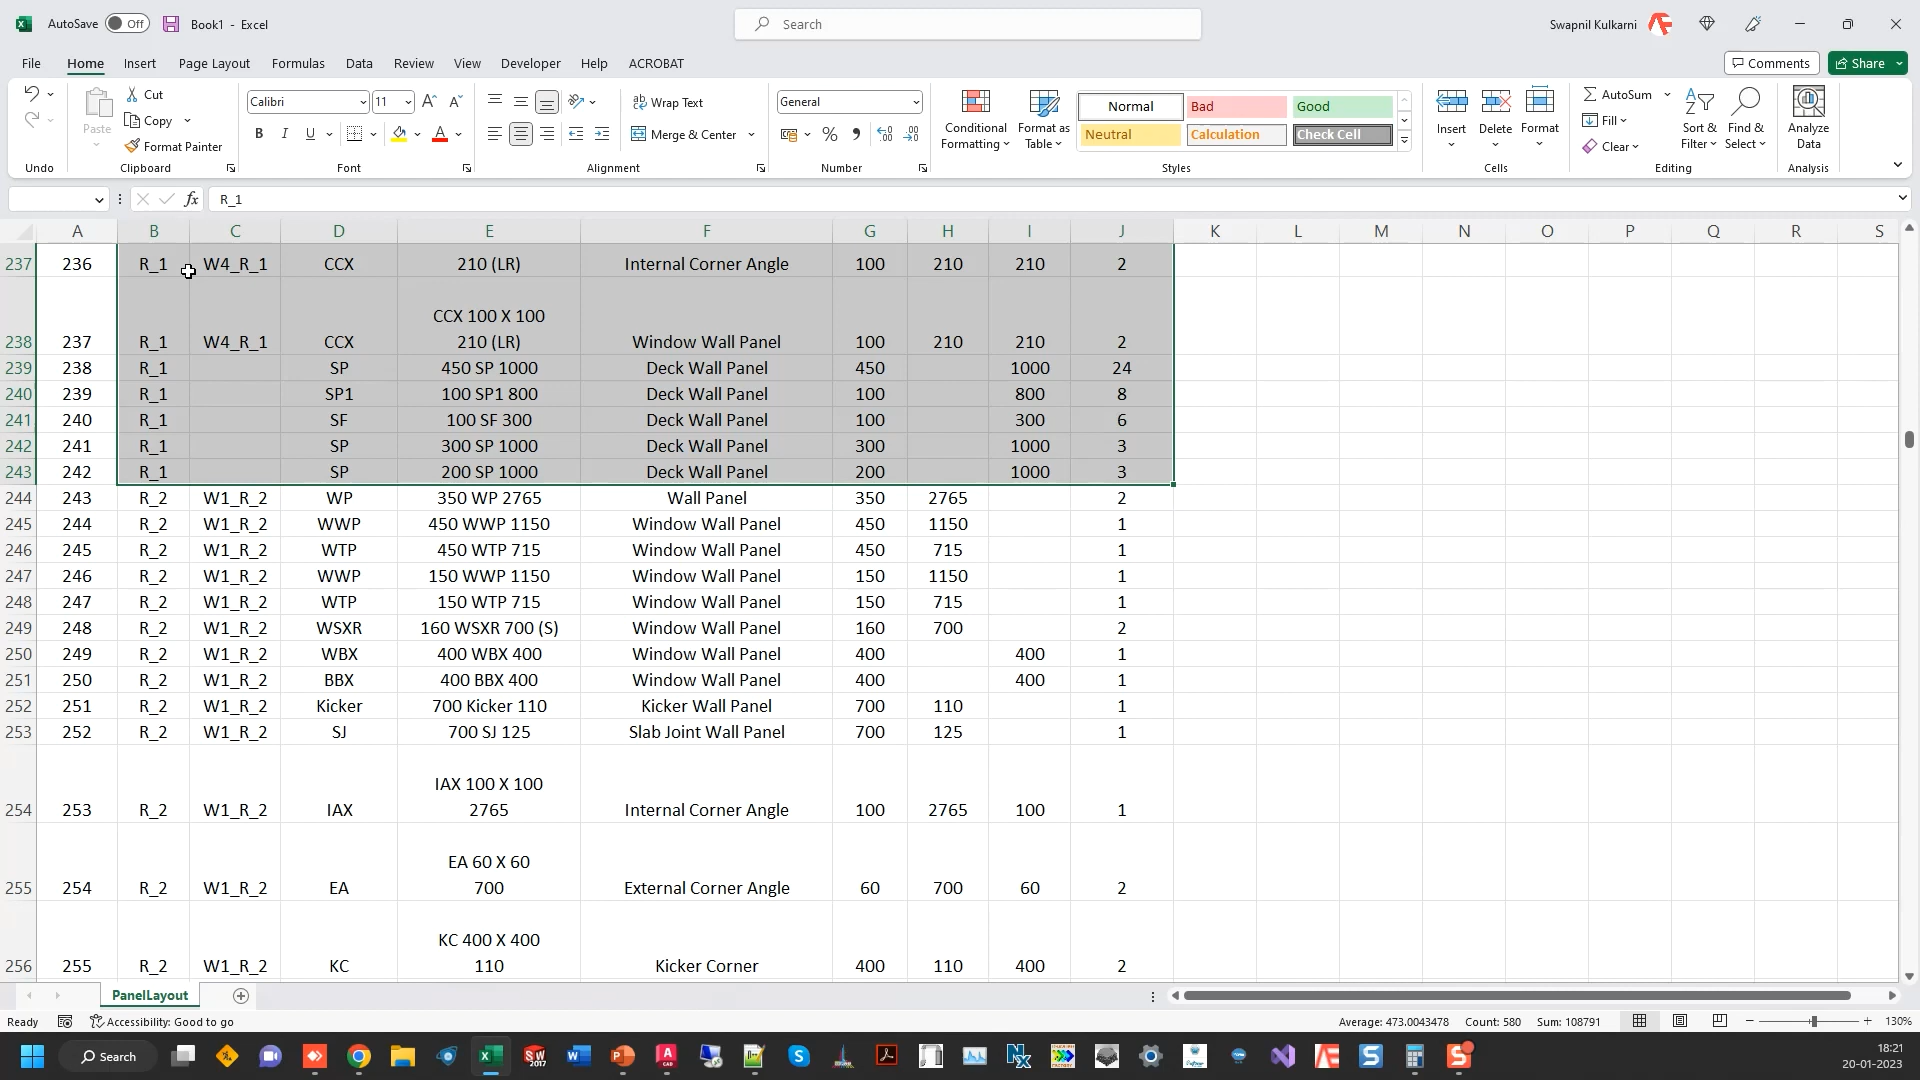 AutoSave Off Book1 - Excel Search Swapnil Kulkarni
File Home Insert Page Layout Formulas Data Review View Developer Help ACROBAT Comments Share
Paste Cut Copy Format Painter
Calibri 11 Wrap Text General
Merge & Center
B I U
Conditional Formatting Format as Table
Normal Bad Good
Neutral Calculation Check Cell
Insert Delete Format
AutoSum Fill Clear
Sort & Filter Find & Select
Analyze Data
Undo Clipboard Font Alignment Number Styles Cells Editing Analysis
fx R_1
A B C D E F G H I J K L M N O P Q R S
237 236 R_1 W4_R_1 CCX 210 (LR) Internal Corner Angle 100 210 210 2
CCX 100 X 100
238 237 R_1 W4_R_1 CCX 210 (LR) Window Wall Panel 100 210 210 2
239 238 R_1 SP 450 SP 1000 Deck Wall Panel 450 1000 24
240 239 R_1 SP1 100 SP1 800 Deck Wall Panel 100 800 8
241 240 R_1 SF 100 SF 300 Deck Wall Panel 100 300 6
242 241 R_1 SP 300 SP 1000 Deck Wall Panel 300 1000 3
243 242 R_1 SP 200 SP 1000 Deck Wall Panel 200 1000 3
244 243 R_2 W1_R_2 WP 350 WP 2765 Wall Panel 350 2765 2
245 244 R_2 W1_R_2 WWP 450 WWP 1150 Window Wall Panel 450 1150 1
246 245 R_2 W1_R_2 WTP 450 WTP 715 Window Wall Panel 450 715 1
247 246 R_2 W1_R_2 WWP 150 WWP 1150 Window Wall Panel 150 1150 1
248 247 R_2 W1_R_2 WTP 150 WTP 715 Window Wall Panel 150 715 1
249 248 R_2 W1_R_2 WSXR 160 WSXR 700 (S) Window Wall Panel 160 700 2
250 249 R_2 W1_R_2 WBX 400 WBX 400 Window Wall Panel 400 400 1
251 250 R_2 W1_R_2 BBX 400 BBX 400 Window Wall Panel 400 400 1
252 251 R_2 W1_R_2 Kicker 700 Kicker 110 Kicker Wall Panel 700 110 1
253 252 R_2 W1_R_2 SJ 700 SJ 125 Slab Joint Wall Panel 700 125 1
IAX 100 X 100
254 253 R_2 W1_R_2 IAX 2765 Internal Corner Angle 100 2765 100 1
EA 60 X 60
255 254 R_2 W1_R_2 EA 700 External Corner Angle 60 700 60 2
KC 400 X 400
256 255 R_2 W1_R_2 KC 110 Kicker Corner 400 110 400 2
PanelLayout
Ready Accessibility: Good to go Average: 473.0043478 Count: 580 Sum: 108791 130%
Search 18:21
20-01-2023